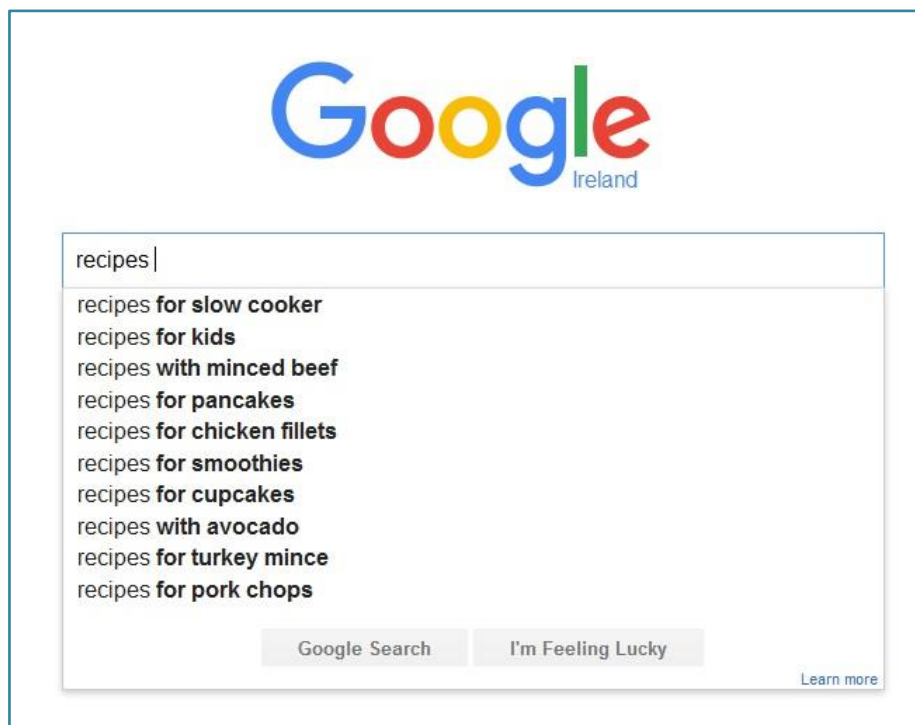 Google
Ireland
recipes
recipes for slow cooker
recipes for kids
recipes with minced beef
recipes for pancakes
recipes for chicken fillets
recipes for smoothies
recipes for cupcakes
recipes with avocado
recipes for turkey mince
recipes for pork chops
Google Search I'm Feeling Lucky
Learn more